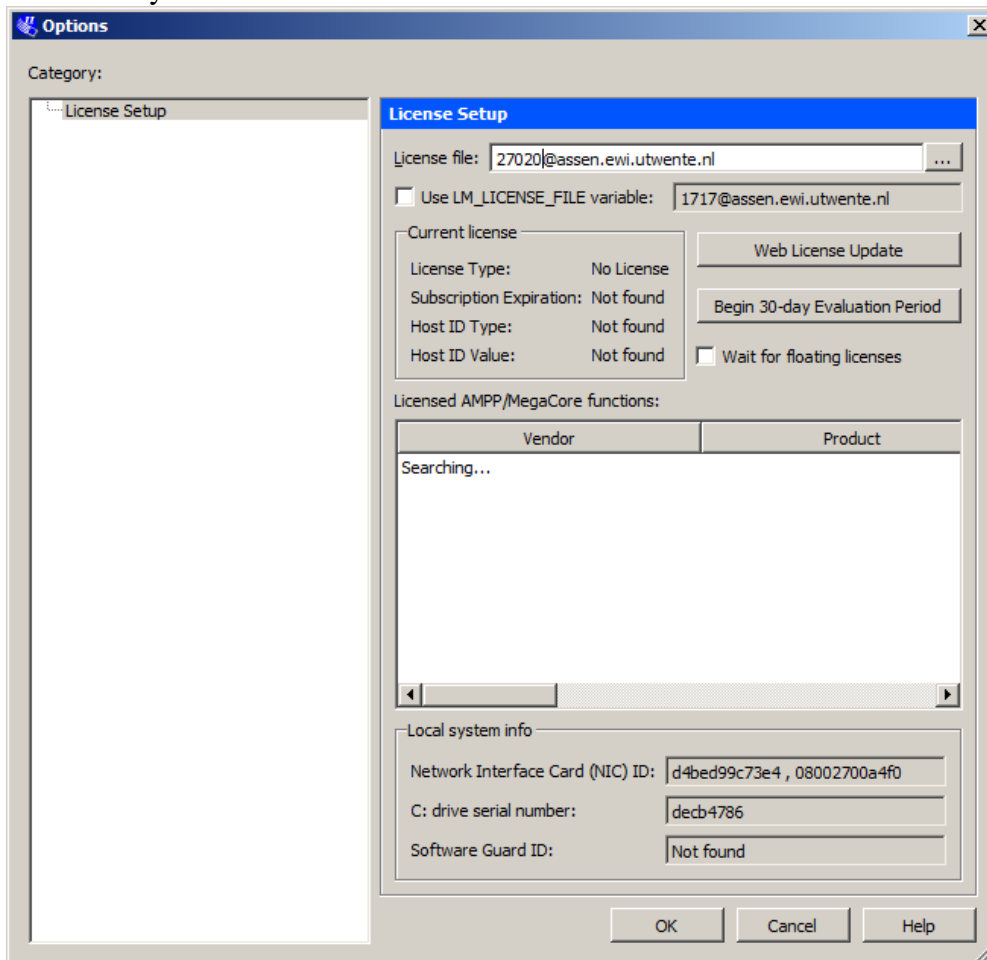 Options
Category:
License Setup
License Setup
License file: 27020@assen.ewi.utwente.nl ...
Use LM_LICENSE_FILE variable: 1717@assen.ewi.utwente.nl
Current license
License Type: No License
Subscription Expiration: Not found
Host ID Type: Not found
Host ID Value: Not found
Web License Update
Begin 30-day Evaluation Period
Wait for floating licenses
Licensed AMPP/MegaCore functions:
Vendor Product
Searching...
Local system info
Network Interface Card (NIC) ID: d4bed99c73e4 , 08002700a4f0
C: drive serial number: decb4786
Software Guard ID: Not found
OK Cancel Help